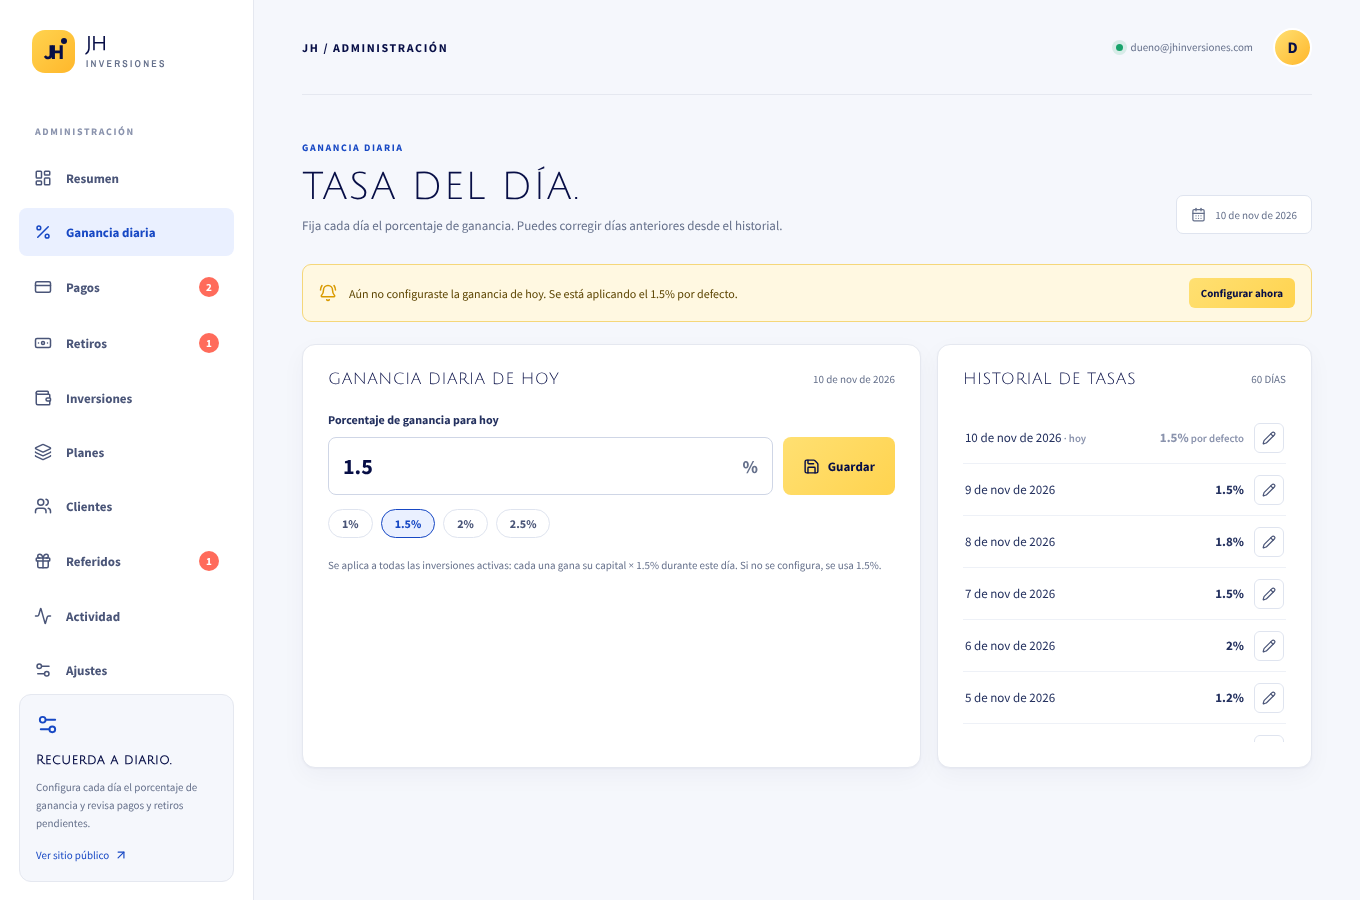 JH
JH
INVERSIONES
ADMINISTRACIÓN
Resumen
Ganancia diaria
Pagos
2
Retiros
1
Inversiones
Planes
Clientes
Referidos
1
Actividad
Ajustes
RECUERDA A DIARIO.
Configura cada día el porcentaje de
ganancia y revisa pagos y retiros
pendientes.
Ver sitio público
JH / ADMINISTRACIÓN
dueno@jhinversiones.com
D
GANANCIA DIARIA
TASA DEL DÍA.
Fija cada día el porcentaje de ganancia. Puedes corregir días anteriores desde el historial.
10 de nov de 2026
Aún no configuraste la ganancia de hoy. Se está aplicando el 1.5% por defecto.
Configurar ahora
GANANCIA DIARIA DE HOY
10 de nov de 2026
Porcentaje de ganancia para hoy
1.5
%
Guardar
1%
1.5%
2%
2.5%
Se aplica a todas las inversiones activas: cada una gana su capital × 1.5% durante este día. Si no se configura, se usa 1.5%.
HISTORIAL DE TASAS
60 DÍAS
10 de nov de 2026 · hoy
1.5% por defecto
9 de nov de 2026
1.5%
8 de nov de 2026
1.8%
7 de nov de 2026
1.5%
6 de nov de 2026
2%
5 de nov de 2026
1.2%